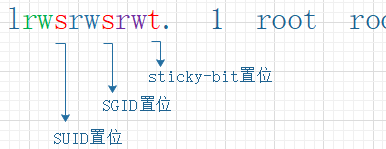 lrwsrwsrwt. 1 root
sticky-bit置位
SGID置位
SUID置位